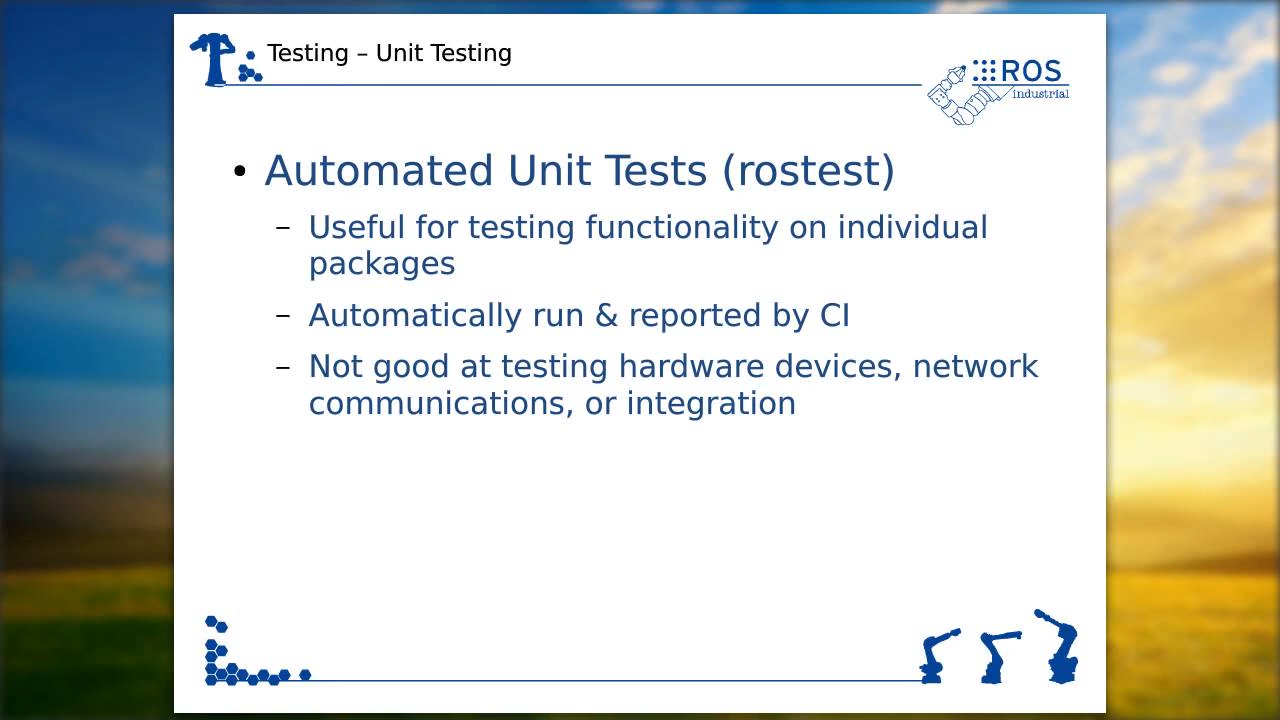 Testing – Unit Testing
ROS
industrial
• Automated Unit Tests (rostest)
– Useful for testing functionality on individual
packages
– Automatically run & reported by CI
– Not good at testing hardware devices, network
communications, or integration